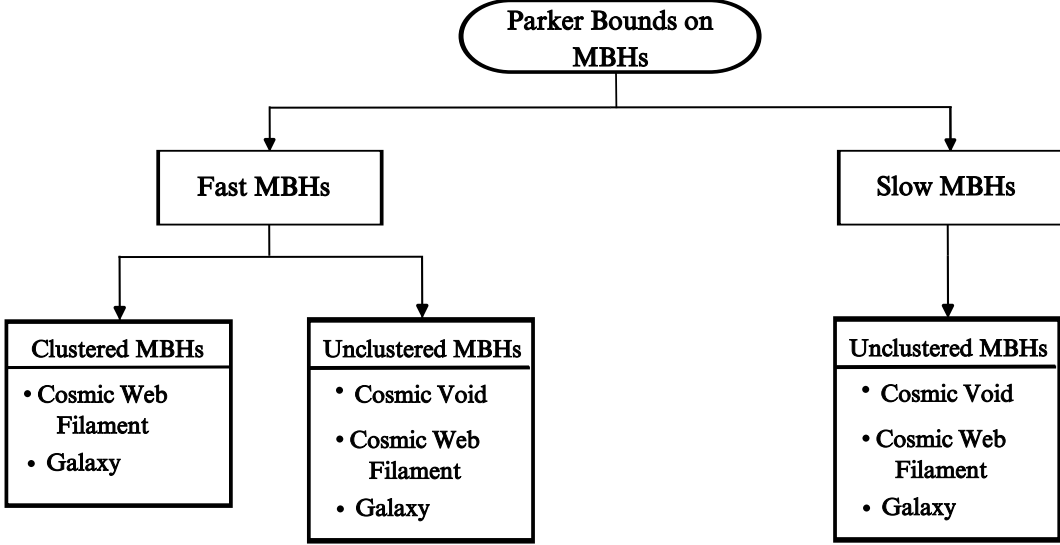 Parker Bounds on
MBHs
Fast MBHs
Slow MBHs
Clustered MBHs
• Cosmic Web
Filament
• Galaxy
Unclustered MBHs
• Cosmic Void
• Cosmic Web
Filament
• Galaxy
Unclustered MBHs
• Cosmic Void
• Cosmic Web
Filament
• Galaxy